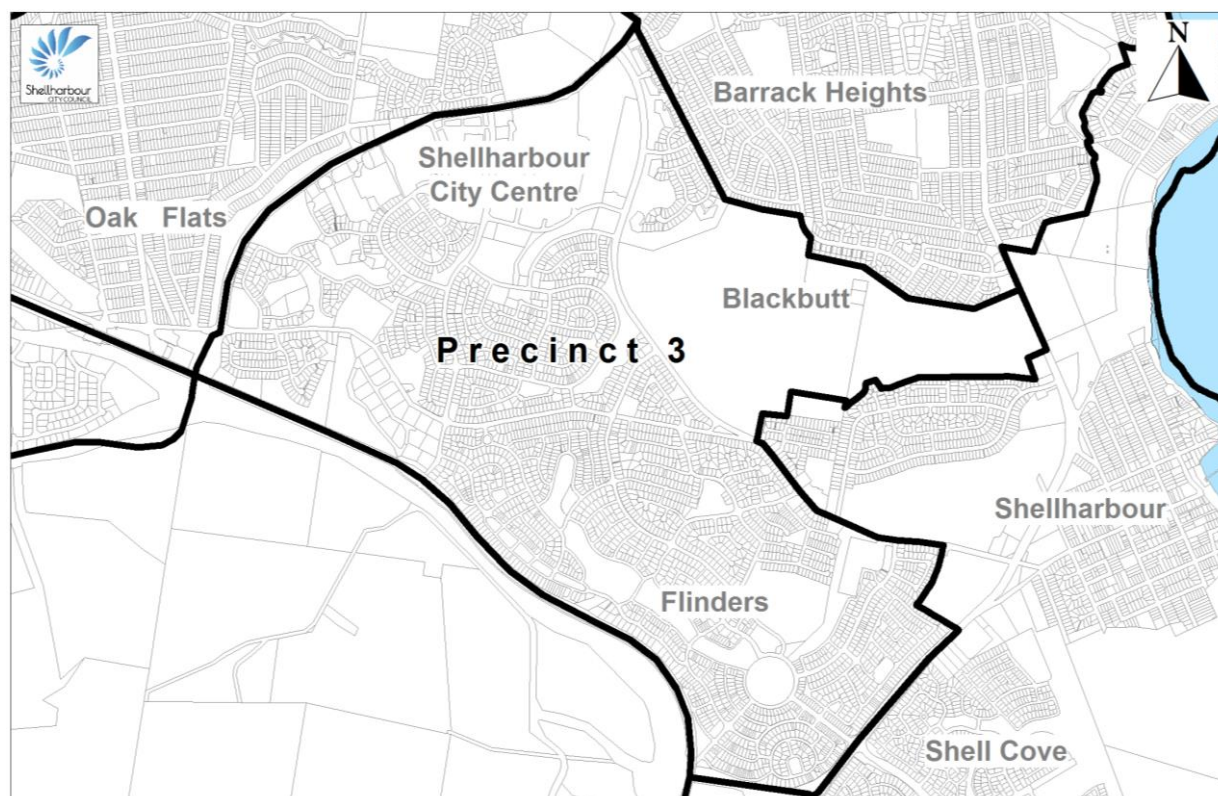 Shellharbour
CITY COUNCIL
N
Barrack Heights
Shellharbour
City Centre
Oak Flats
Blackbutt
Precinct 3
Shellharbour
Flinders
Shell Cove